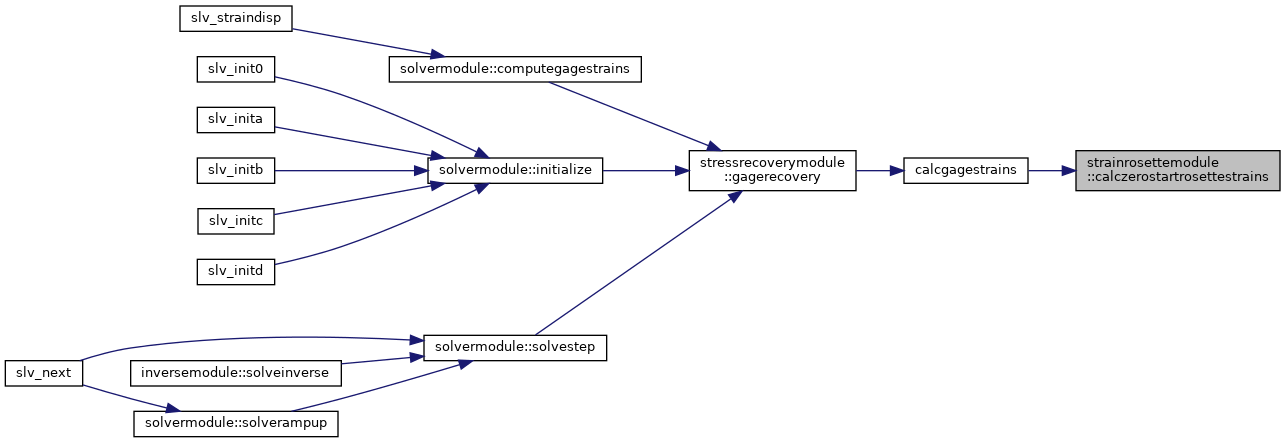 slv_straindisp
solvermodule::computegagestrains
slv_init0
slv_inita
slv_initb
slv_initc
slv_initd
solvermodule::initialize
stressrecoverymodule
::gagerecovery
calcgagestrains
strainrosettemodule
::calczerostartrosettestrains
solvermodule::solvestep
slv_next
inversemodule::solveinverse
solvermodule::solverampup